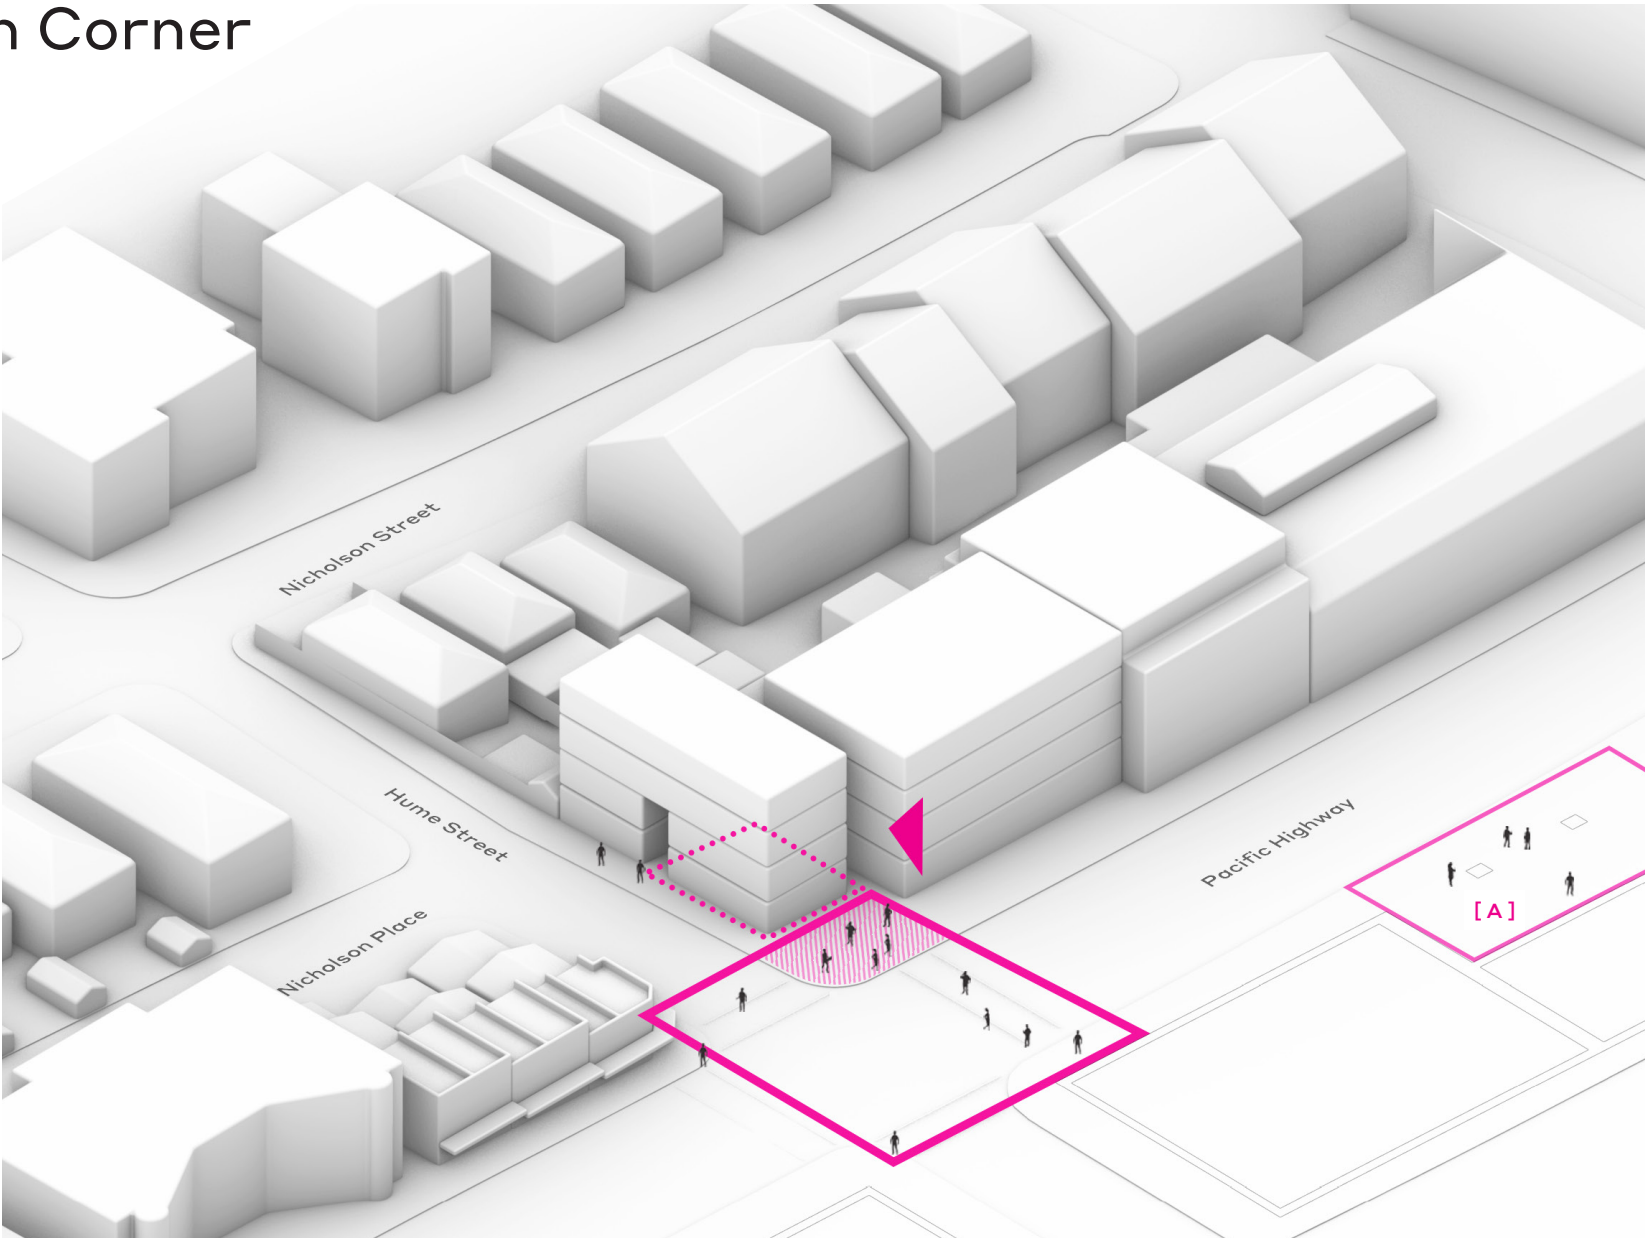 n Corner
Nicholson Street
Hume Street
Pacific Highway
[A]
Nicholson Place